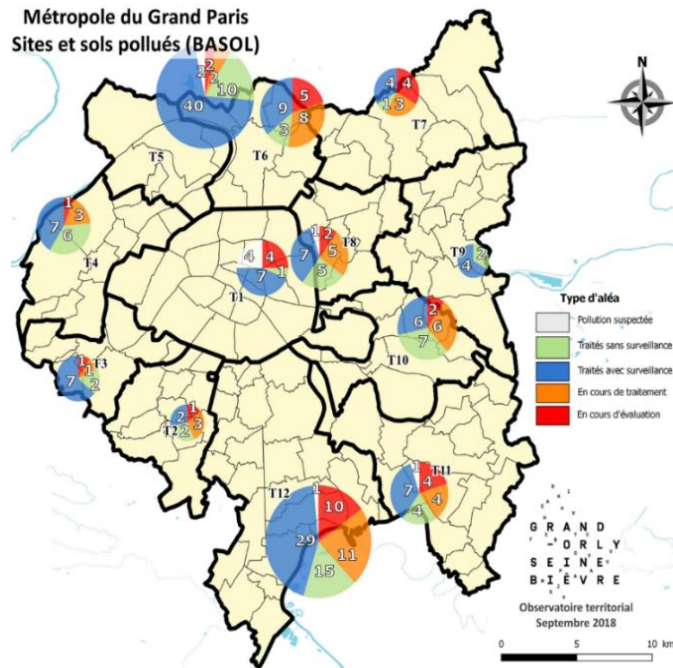 Métropole du Grand Paris
Sites et sols pollués (BASOL)
N
2
2
2
10
40
T5
9
5
8
3
T6
4
4
1
3
T7
1
3
7
6
T4
4
4
1
7
T1
1
2
7
5
5
T8
T9
2
4
2
6
6
7
T10
1
T3
1
7
2
1
2
3
T2
2
T12
1
10
29
11
15
1
T11
4
7
4
4
Type d'aléa
Pollution suspectée
Traités sans surveillance
Traités avec surveillance
En cours de traitement
En cours d'évaluation
GRAND
-ORLY
SEINE
BIÈVRE
Observatoire territorial
Septembre 2018
0 5 10 km